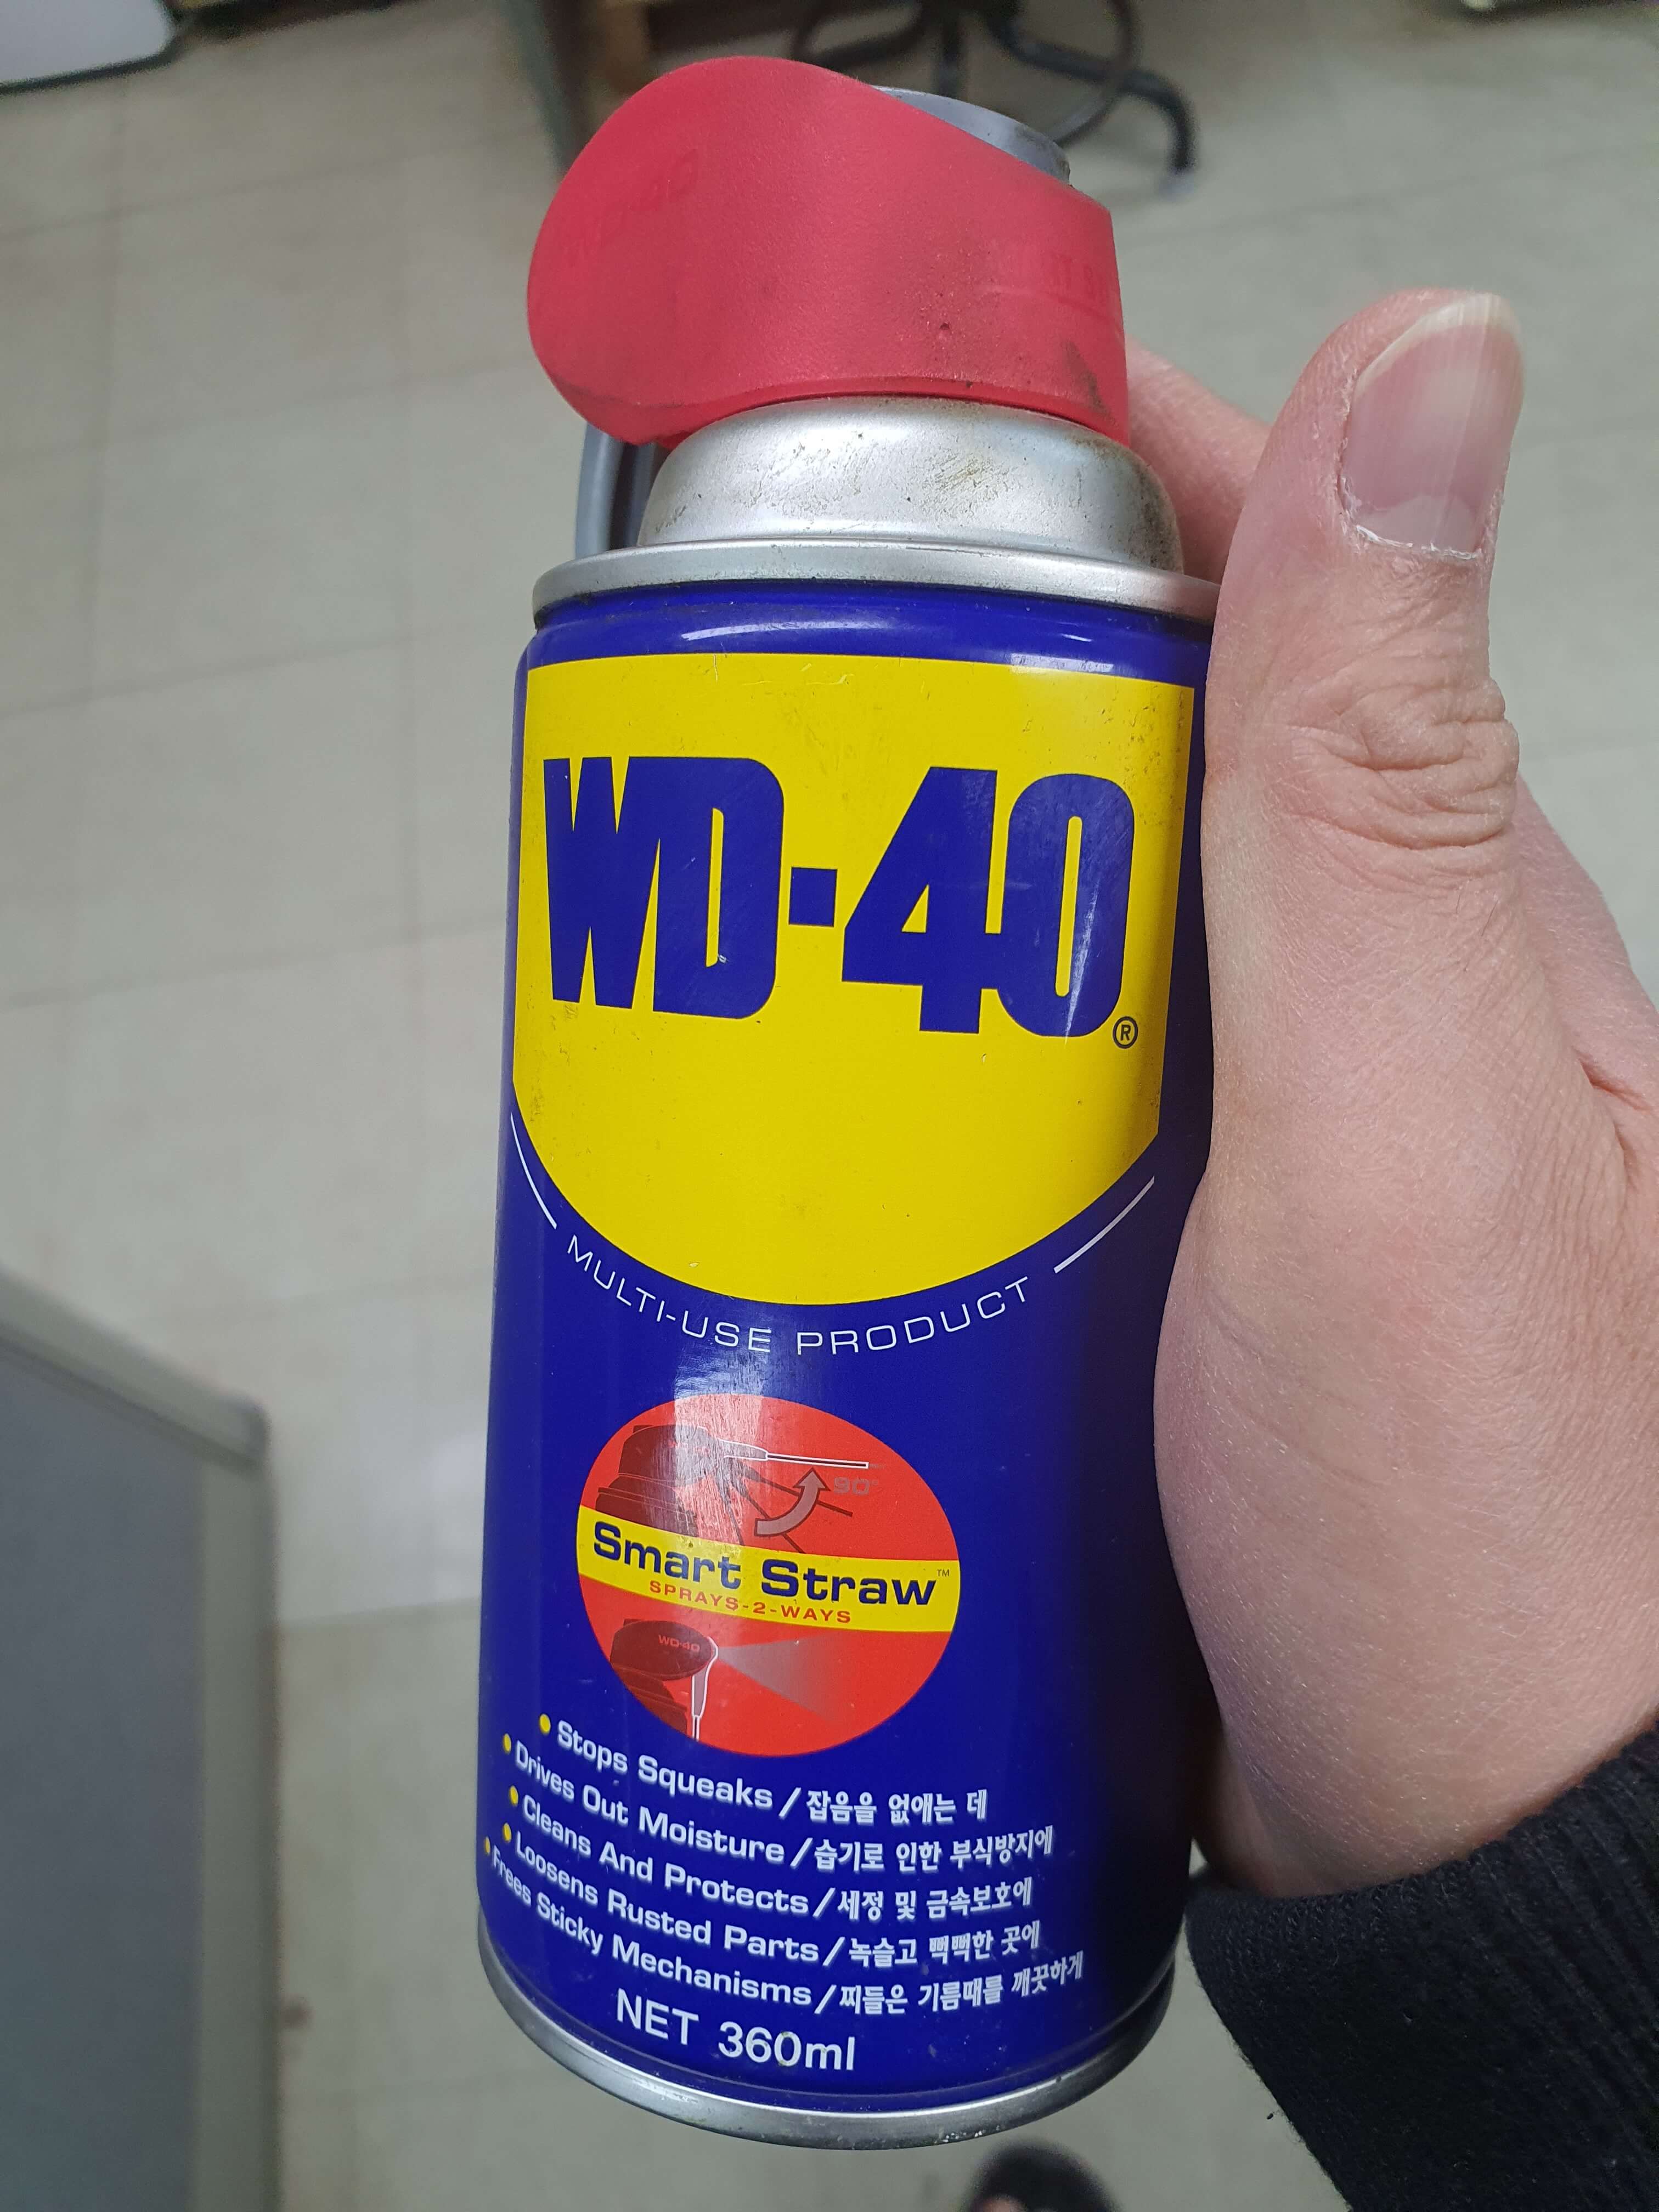 WD-40
®
MULTI-USE PRODUCT
90°
Smart Straw™
SPRAYS-2-WAYS
WD-40
• Stops Squeaks / 잡음을 없애는 데
• Drives Out Moisture / 습기로 인한 부식방지에
• Cleans And Protects / 세정 및 금속보호에
• Loosens Rusted Parts / 녹슬고 뻑뻑한 곳에
• Frees Sticky Mechanisms / 찌들은 기름때를 깨끗하게
NET 360ml